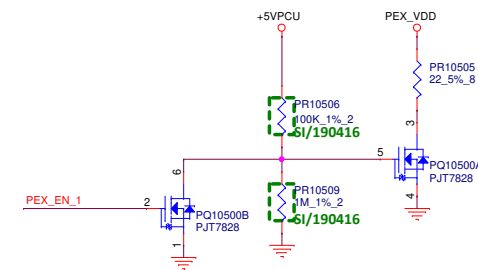 +5VPCU
PEX_VDD
PR10505
22_5%_8
PR10506
100K_1%_2
SI/190416
3
5
PQ10500A
PJT7828
4
6
PR10509
1M_1%_2
SI/190416
PEX_EN_1
2
PQ10500B
PJT7828
1